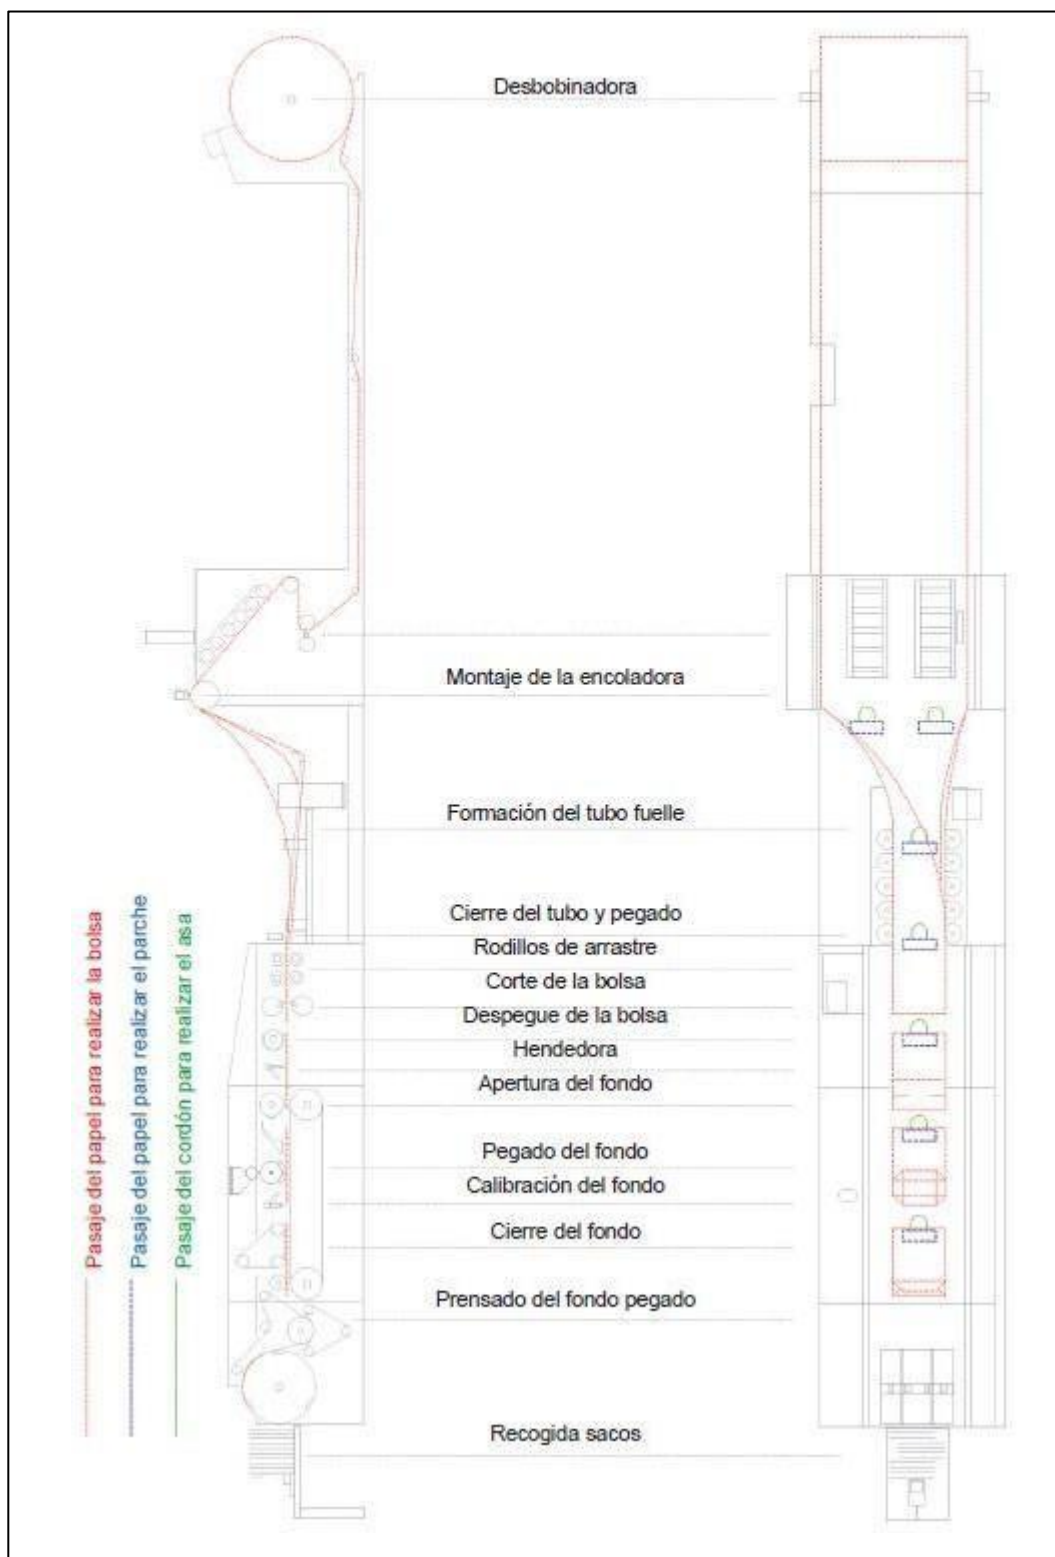 Desbobinadora
Montaje de la encoladora
Formación del tubo fuelle
Cierre del tubo y pegado
Rodillos de arrastre
Corte de la bolsa
Despegue de la bolsa
Hendedora
Apertura del fondo
Pegado del fondo
Calibración del fondo
Cierre del fondo
Prensado del fondo pegado
Recogida sacos
Pasaje del papel para realizar la bolsa
Pasaje del papel para realizar el parche
Pasaje del cordón para realizar el asa